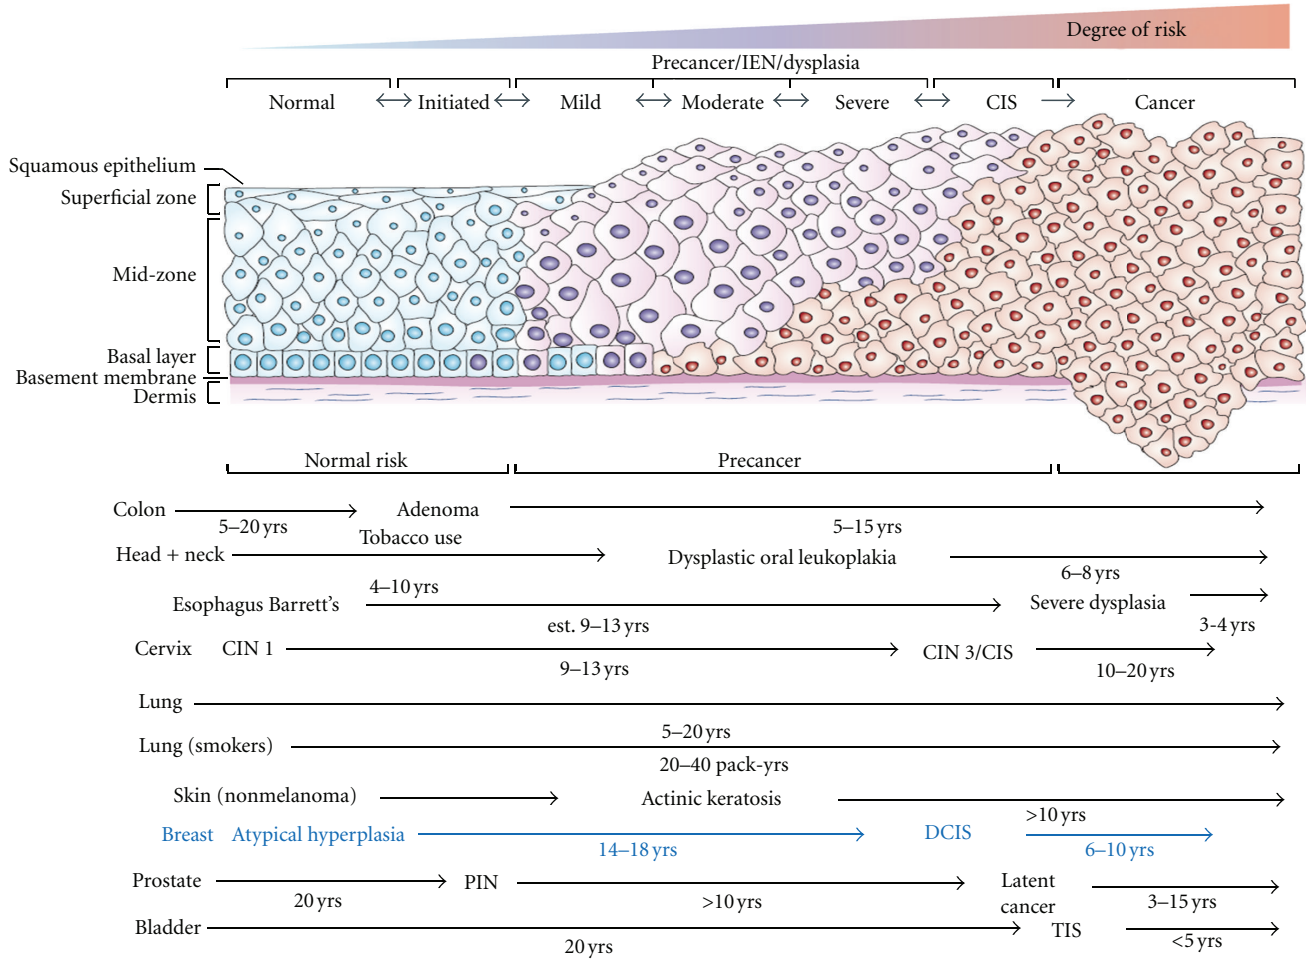 Degree of risk
Precancer/IEN/dysplasia
Normal
Initiated
Mild
Moderate
Severe
CIS
Cancer
Squamous epithelium
Superficial zone
Mid-zone
Basal layer
Basement membrane
Dermis
Normal risk
Precancer
Colon
5–20 yrs
Adenoma
5–15 yrs
Head + neck
Tobacco use
4–10 yrs
Dysplastic oral leukoplakia
6–8 yrs
Esophagus Barrett's
est. 9–13 yrs
Severe dysplasia
3-4 yrs
Cervix
CIN 1
9–13 yrs
CIN 3/CIS
10–20 yrs
Lung
5–20 yrs
Lung (smokers)
20–40 pack-yrs
Skin (nonmelanoma)
Actinic keratosis
>10 yrs
Breast
Atypical hyperplasia
14–18 yrs
DCIS
6–10 yrs
Prostate
20 yrs
PIN
>10 yrs
Latent
cancer
3–15 yrs
Bladder
20 yrs
TIS
<5 yrs